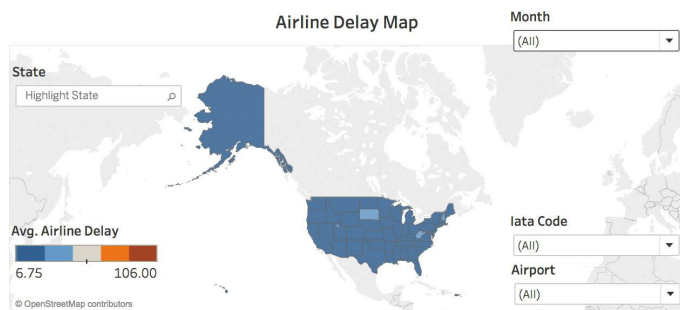 Airline Delay Map
Month
(All)
State
Highlight State
Avg. Airline Delay
6.75 106.00
Iata Code
(All)
Airport
(All)
© OpenStreetMap contributors